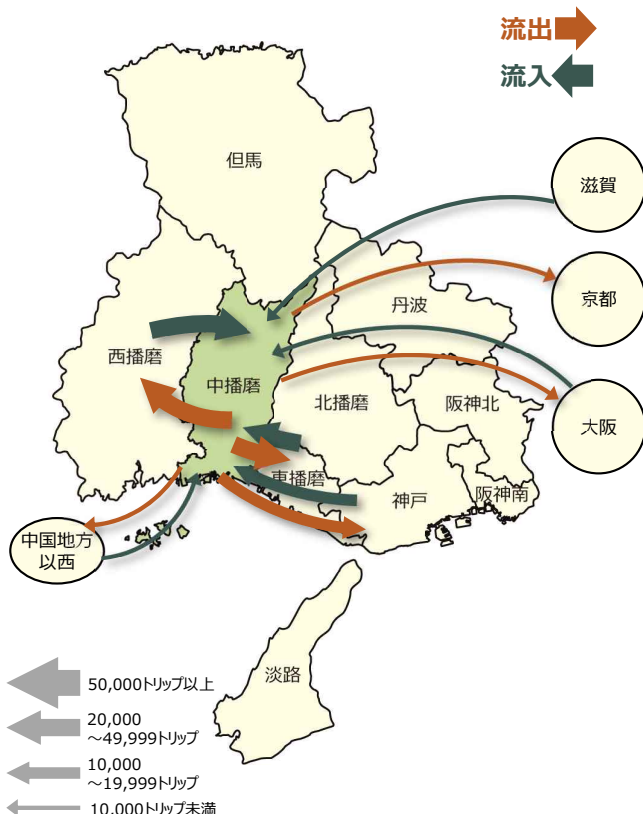 流出
流入
但馬
滋賀
京都
丹波
西播磨
中播磨
北播磨
阪神北
大阪
東播磨
神戸
阪神南
中国地方
以西
淡路
50,000トリップ以上
20,000
～49,999トリップ
10,000
～19,999トリップ
10,000トリップ未満